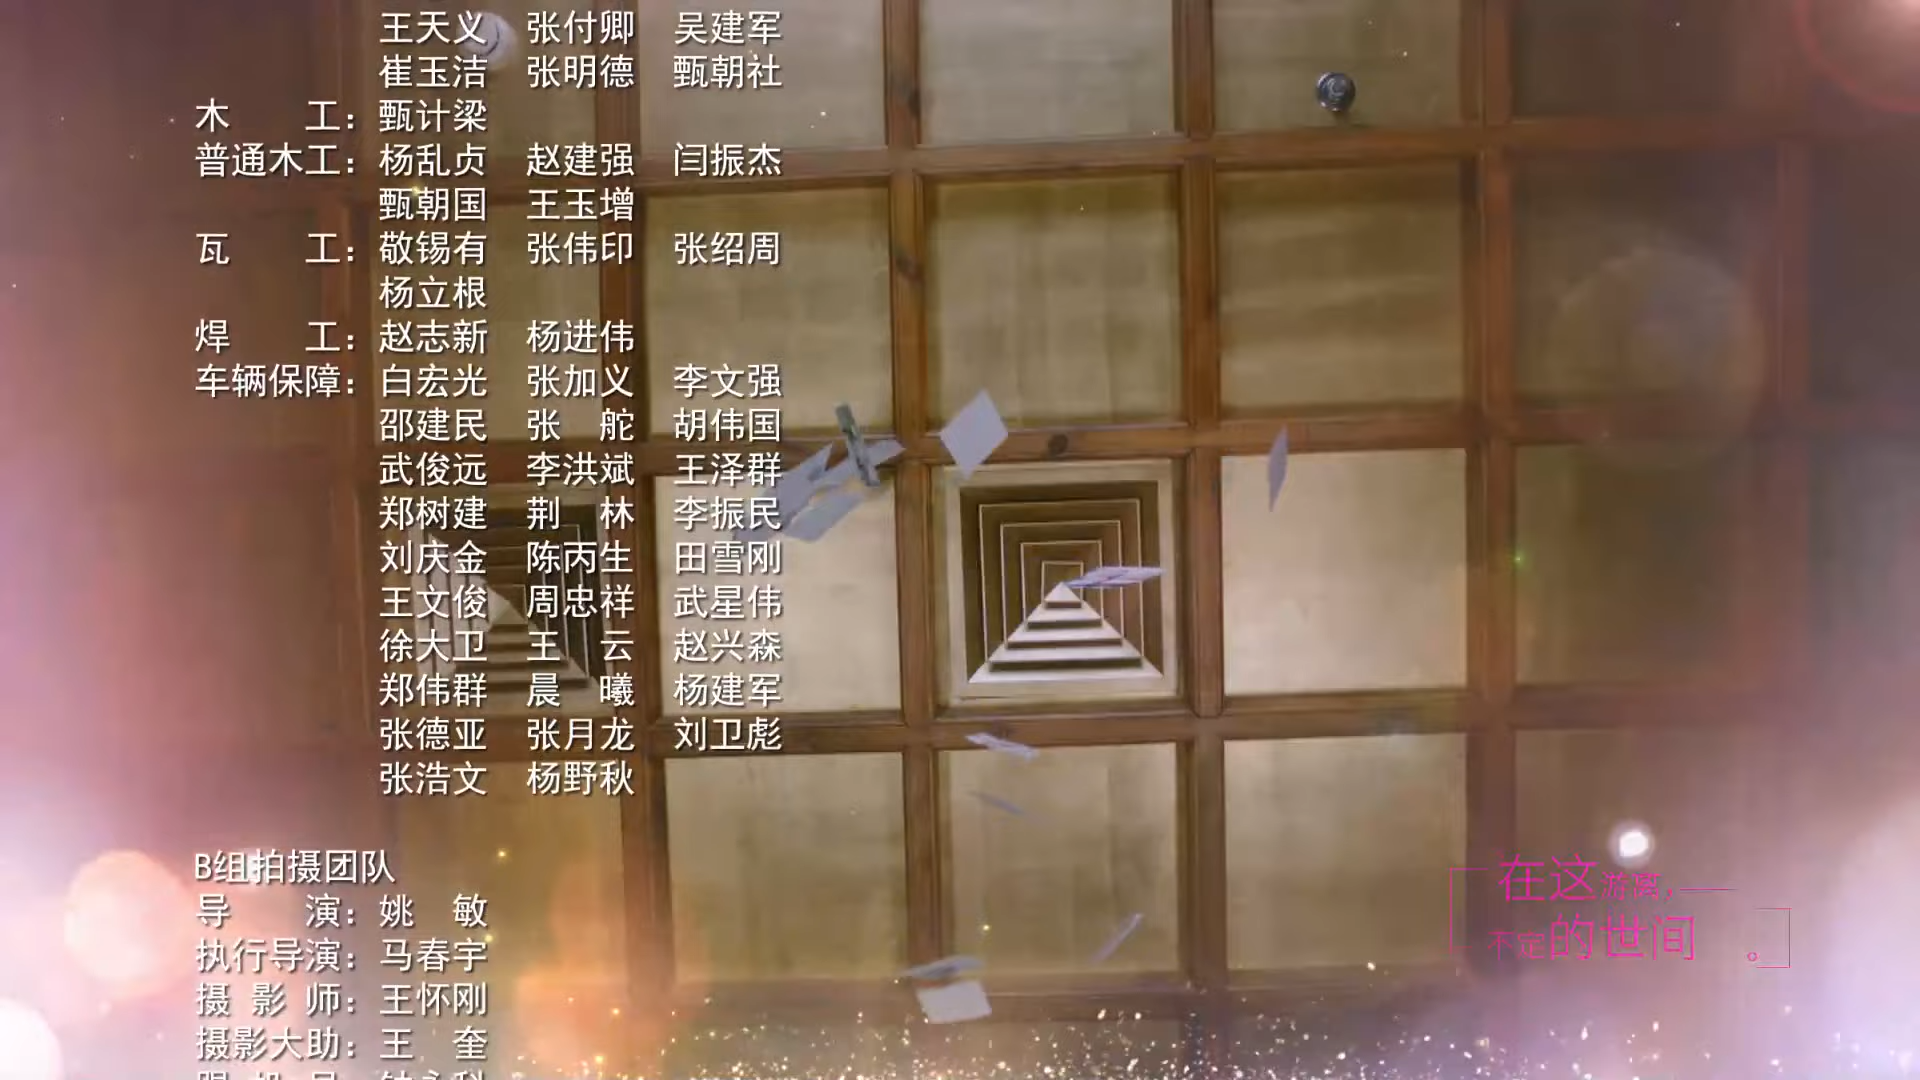 王天义 张付卿 吴建军
崔玉洁 张明德 甄朝社
木 工：甄计梁
普通木工：杨乱贞 赵建强 闫振杰
甄朝国 王玉增
瓦 工：敬锡有 张伟印 张绍周
杨立根
焊 工：赵志新 杨进伟
车辆保障：白宏光 张加义 李文强
邵建民 张 舵 胡伟国
武俊远 李洪斌 王泽群
郑树建 荆 林 李振民
刘庆金 陈丙生 田雪刚
王文俊 周忠祥 武星伟
徐大卫 王 云 赵兴森
郑伟群 晨 曦 杨建军
张德亚 张月龙 刘卫彪
张浩文 杨野秋
B组拍摄团队
导 演：姚 敏
执行导演：马春宇
摄 影 师：王怀刚
摄影大助：王 奎
在这游离，
不定的世间。